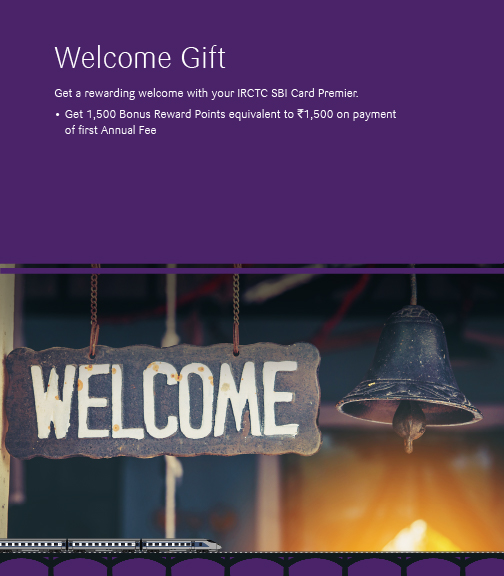 Welcome Gift
Get a rewarding welcome with your IRCTC SBI Card Premier.
• Get 1,500 Bonus Reward Points equivalent to ₹1,500 on payment
of first Annual Fee
WELCOME